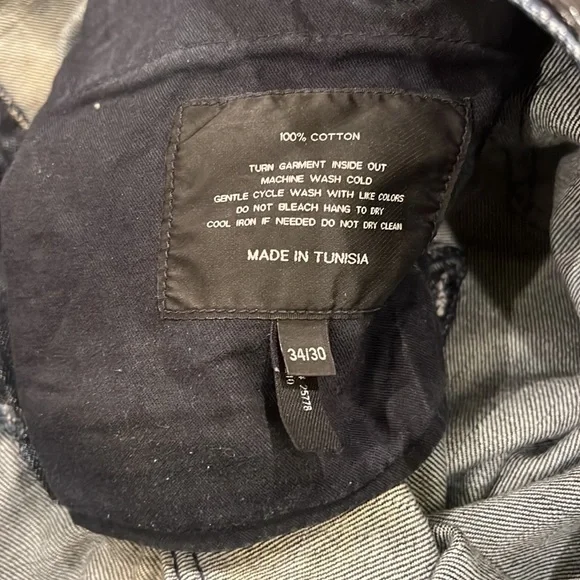 100% COTTON
TURN GARMENT INSIDE OUT
MACHINE WASH COLD
GENTLE CYCLE WASH WITH LIKE COLORS
DO NOT BLEACH HANG TO DRY
COOL IRON IF NEEDED DO NOT DRY CLEAN
MADE IN TUNISIA
34/30
25778